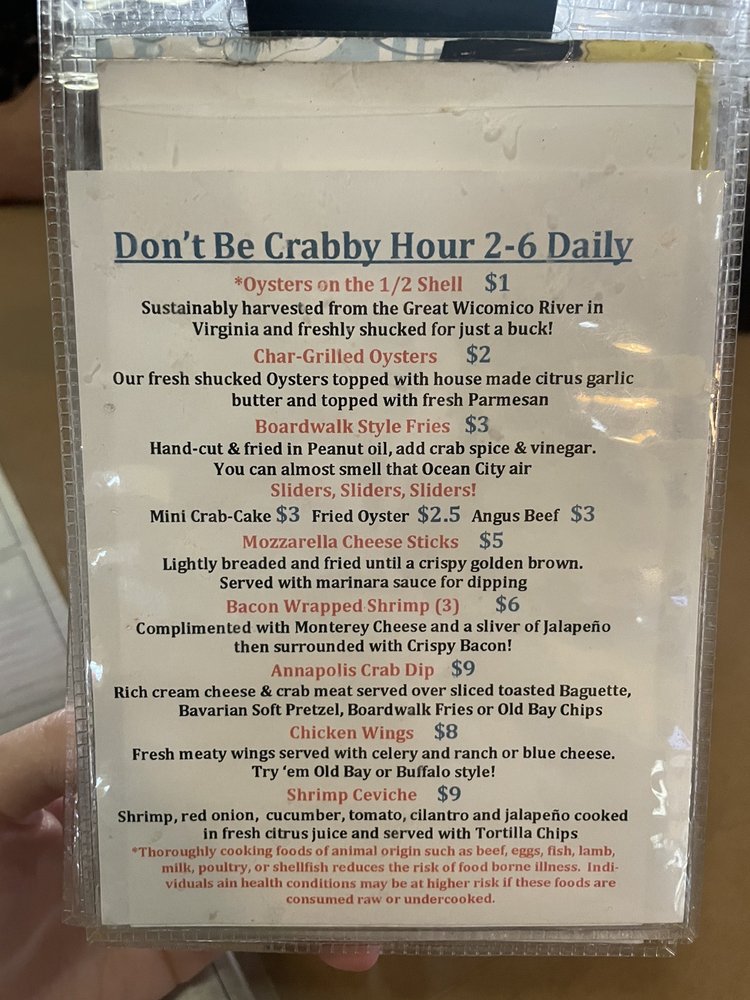 Don't Be Crabby Hour 2-6 Daily
*Oysters on the 1/2 Shell $1
Sustainably harvested from the Great Wicomico River in
Virginia and freshly shucked for just a buck!
Char-Grilled Oysters $2
Our fresh shucked Oysters topped with house made citrus garlic
butter and topped with fresh Parmesan
Boardwalk Style Fries $3
Hand-cut & fried in Peanut oil, add crab spice & vinegar.
You can almost smell that Ocean City air
Sliders, Sliders, Sliders!
Mini Crab-Cake $3 Fried Oyster $2.5 Angus Beef $3
Mozzarella Cheese Sticks $5
Lightly breaded and fried until a crispy golden brown.
Served with marinara sauce for dipping
Bacon Wrapped Shrimp (3) $6
Complimented with Monterey Cheese and a sliver of Jalapeño
then surrounded with Crispy Bacon!
Annapolis Crab Dip $9
Rich cream cheese & crab meat served over sliced toasted Baguette,
Bavarian Soft Pretzel, Boardwalk Fries or Old Bay Chips
Chicken Wings $8
Fresh meaty wings served with celery and ranch or blue cheese.
Try 'em Old Bay or Buffalo style!
Shrimp Ceviche $9
Shrimp, red onion, cucumber, tomato, cilantro and jalapeño cooked
in fresh citrus juice and served with Tortilla Chips
*Thoroughly cooking foods of animal origin such as beef, eggs, fish, lamb,
milk, poultry, or shellfish reduces the risk of food borne illness. Indi-
viduals ain health conditions may be at higher risk if these foods are
consumed raw or undercooked.